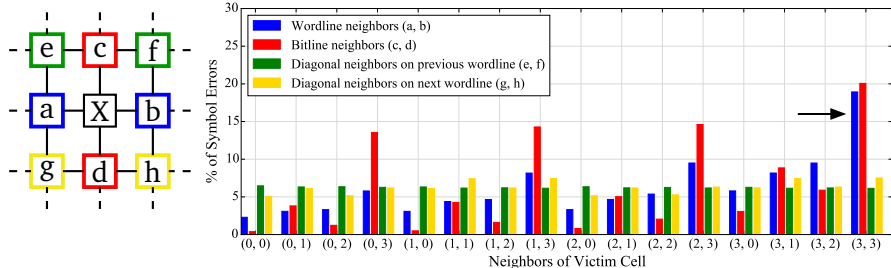 e c f
a X b
g d h
% of Symbol Errors
30
25
20
15
10
5
0
Wordline neighbors (a, b)
Bitline neighbors (c, d)
Diagonal neighbors on previous wordline (e, f)
Diagonal neighbors on next wordline (g, h)
(0, 0) (0, 1) (0, 2) (0, 3) (1, 0) (1, 1) (1, 2) (1, 3) (2, 0) (2, 1) (2, 2) (2, 3) (3, 0) (3, 1) (3, 2) (3, 3)
Neighbors of Victim Cell